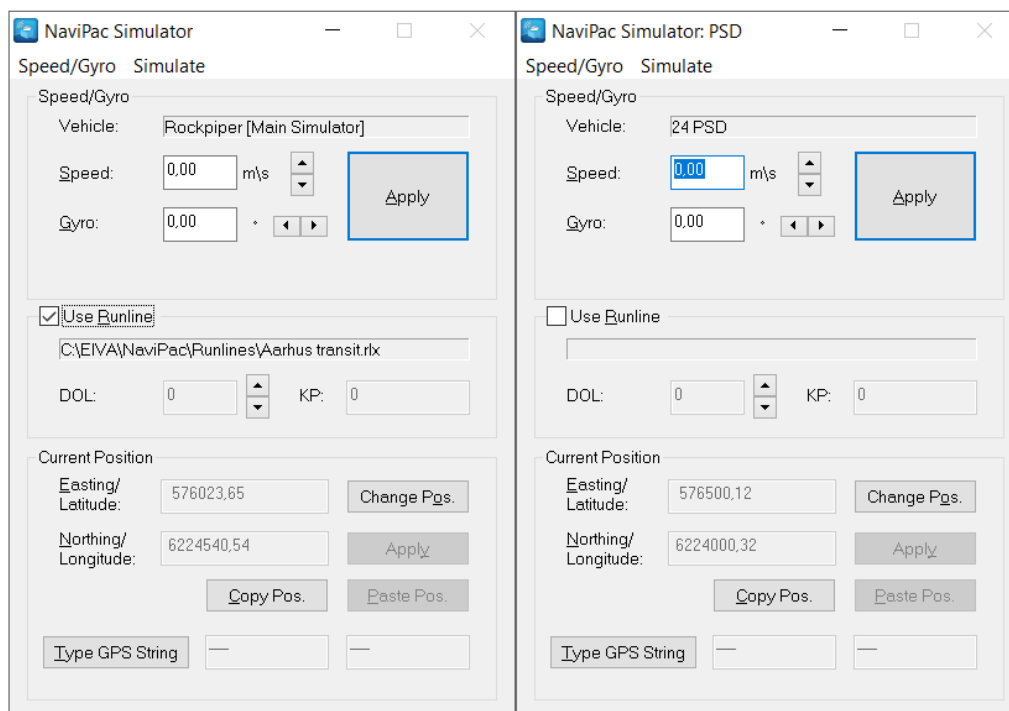 NaviPac Simulator
Speed/Gyro Simulate
Speed/Gyro
Vehicle: Rockpiper [Main Simulator]
Speed: 0,00 m\s
Apply
Gyro: 0,00 °
Use Runline
C:\EIVA\NaviPac\Runlines\Aarhus transit.rlx
DOL: 0 KP: 0
Current Position
Easting/
Latitude: 576023,65 Change Pos.
Northing/
Longitude: 6224540,54 Apply
Copy Pos. Paste Pos.
Type GPS String — —
NaviPac Simulator: PSD
Speed/Gyro Simulate
Speed/Gyro
Vehicle: 24 PSD
Speed: 0,00 m\s
Apply
Gyro: 0,00 °
Use Runline
DOL: 0 KP: 0
Current Position
Easting/
Latitude: 576500,12 Change Pos.
Northing/
Longitude: 6224000,32 Apply
Copy Pos. Paste Pos.
Type GPS String — —